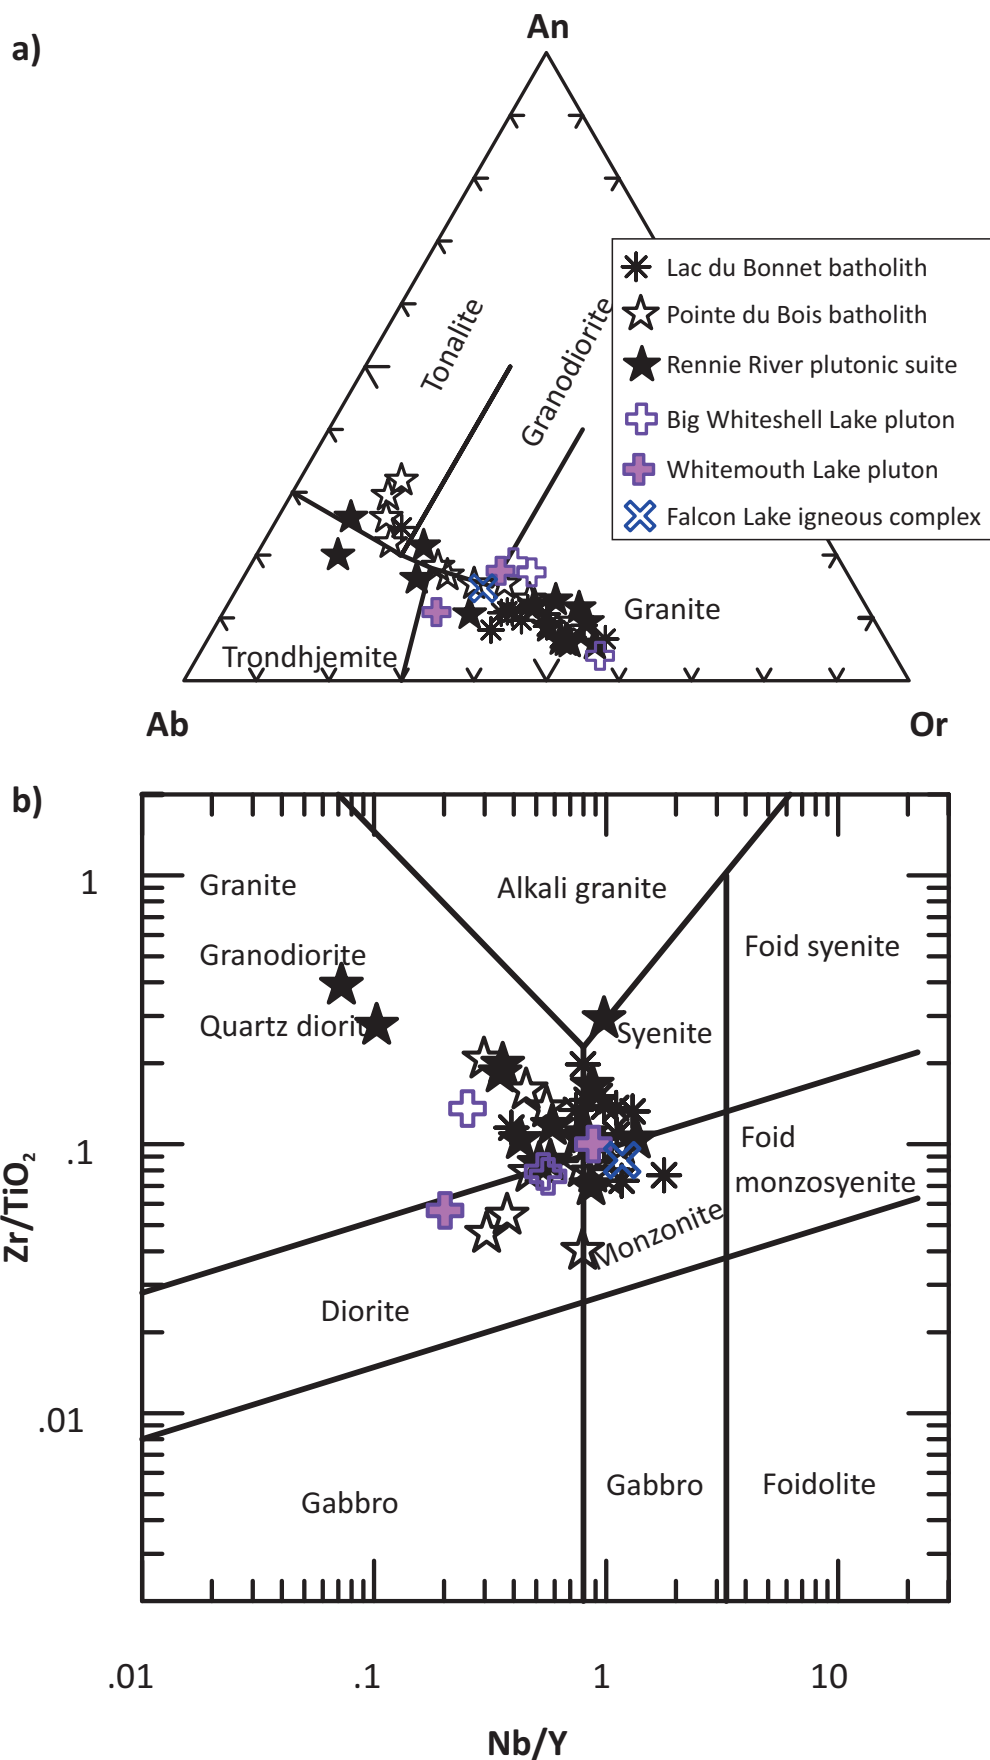 a)
An
Tonalite
Granodiorite
Lac du Bonnet batholith
Pointe du Bois batholith
Rennie River plutonic suite
Big Whiteshell Lake pluton
Whitemouth Lake pluton
Falcon Lake igneous complex
Granite
Trondhjemite
Ab
Or
b)
Granite
Alkali granite
1
Foid syenite
Granodiorite
Quartz diorite
Syenite
.1
Foid
monzosyenite
Zr/TiO₂
Monzonite
Diorite
.01
Gabbro
Gabbro
Foidolite
.01
.1
1
10
Nb/Y